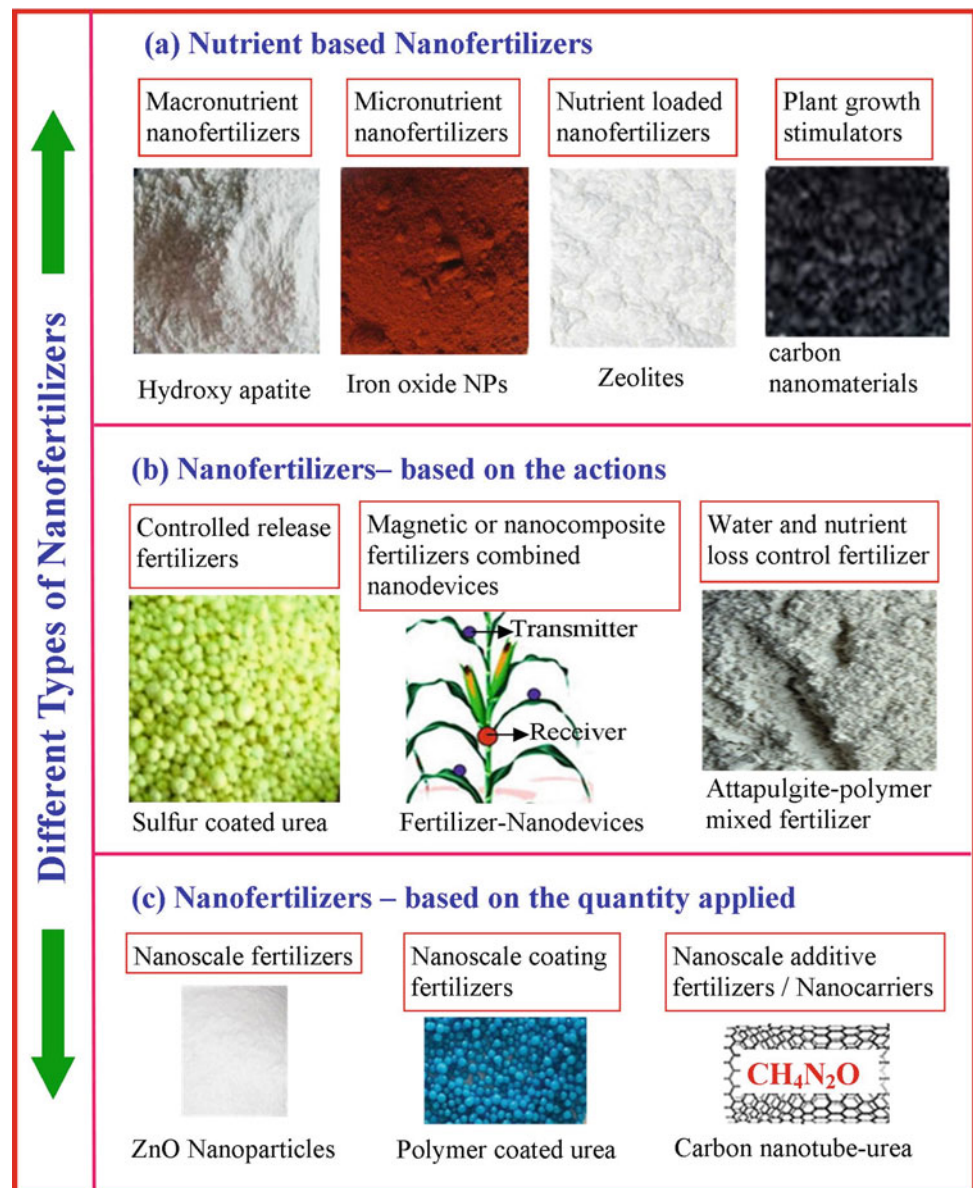 Different Types of Nanofertilizers
(a) Nutrient based Nanofertilizers
Macronutrient
nanofertilizers
Micronutrient
nanofertilizers
Nutrient loaded
nanofertilizers
Plant growth
stimulators
Hydroxy apatite
Iron oxide NPs
Zeolites
carbon
nanomaterials
(b) Nanofertilizers– based on the actions
Controlled release
fertilizers
Magnetic or nanocomposite
fertilizers combined
nanodevices
Water and nutrient
loss control fertilizer
Transmitter
Receiver
Sulfur coated urea
Fertilizer-Nanodevices
Attapulgite-polymer
mixed fertilizer
(c) Nanofertilizers – based on the quantity applied
Nanoscale fertilizers
Nanoscale coating
fertilizers
Nanoscale additive
fertilizers / Nanocarriers
CH₄N₂O
ZnO Nanoparticles
Polymer coated urea
Carbon nanotube-urea